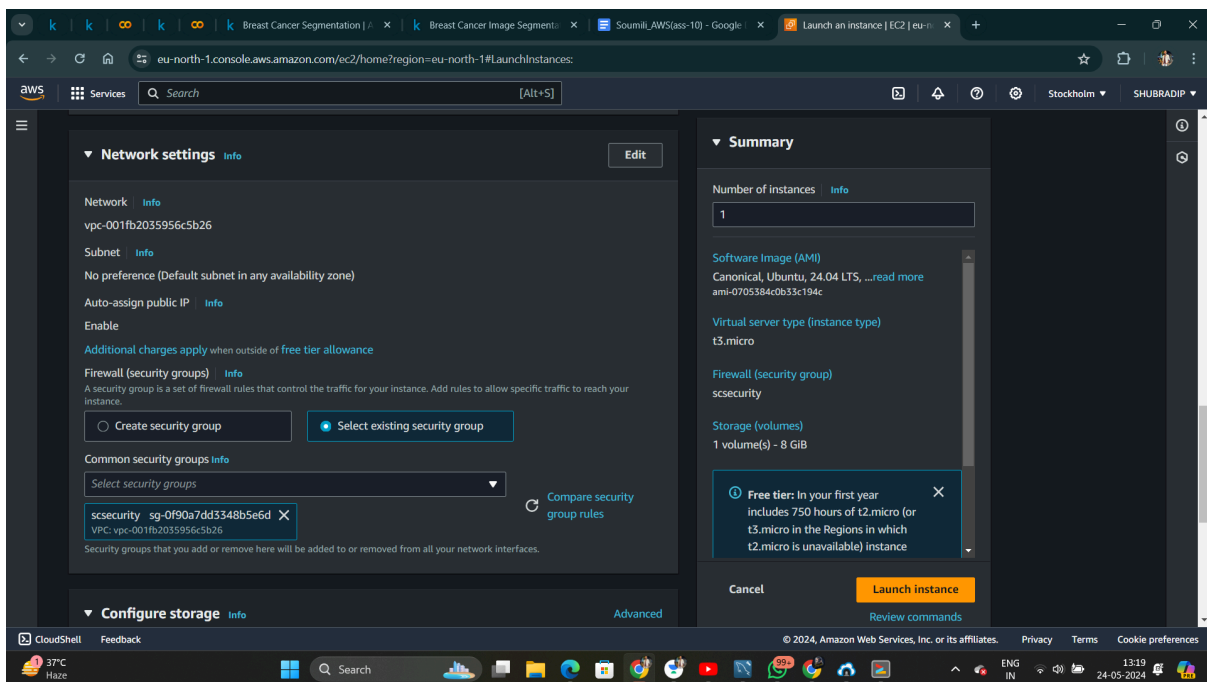 Breast Cancer Segmentation | A
Breast Cancer Image Segmenta
Soumili_AWS(ass-10) - Google
Launch an instance | EC2 | eu-n
eu-north-1.console.aws.amazon.com/ec2/home?region=eu-north-1#LaunchInstances:
aws Services Search [Alt+S] Stockholm SHUBRADIP
Network settings Info Edit
Network Info
vpc-001fb2035956c5b26
Subnet Info
No preference (Default subnet in any availability zone)
Auto-assign public IP Info
Enable
Additional charges apply when outside of free tier allowance
Firewall (security groups) Info
A security group is a set of firewall rules that control the traffic for your instance. Add rules to allow specific traffic to reach your
instance.
Create security group Select existing security group
Common security groups Info
Select security groups
Compare security
group rules
scsecurity sg-0f90a7dd3348b5e6d
VPC: vpc-001fb2035956c5b26
Security groups that you add or remove here will be added to or removed from all your network interfaces.
Configure storage Info Advanced
Summary
Number of instances Info
1
Software Image (AMI)
Canonical, Ubuntu, 24.04 LTS, ...read more
ami-0705384c0b33c194c
Virtual server type (instance type)
t3.micro
Firewall (security group)
scsecurity
Storage (volumes)
1 volume(s) - 8 GiB
Free tier: In your first year
includes 750 hours of t2.micro (or
t3.micro in the Regions in which
t2.micro is unavailable) instance
Cancel Launch instance
Review commands
CloudShell Feedback © 2024, Amazon Web Services, Inc. or its affiliates. Privacy Terms Cookie preferences
1 37°C
Haze
Search
99+
ENG
IN
13:19
24-05-2024
PRE